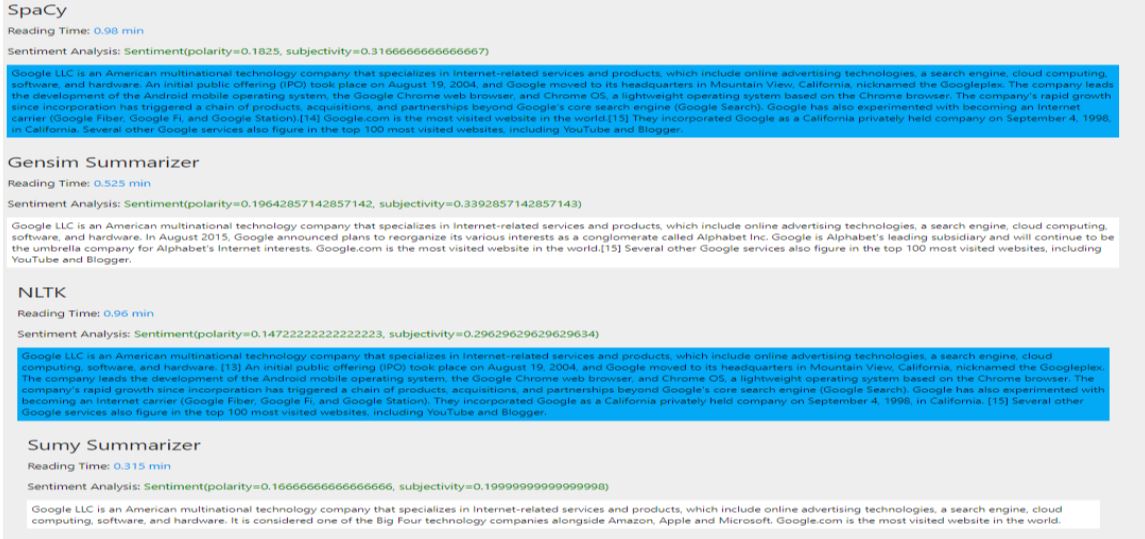 SpaCy
Reading Time: 0.98 min
Sentiment Analysis: Sentiment(polarity=0.1825, subjectivity=0.3166666666666667)
Google LLC is an American multinational technology company that specializes in Internet-related services and products, which include online advertising technologies, a search engine, cloud computing,
software, and hardware. An Initial public offering (IPO) took place on August 19, 2004, and Google moved to its headquarters in Mountain View, California, nicknamed the Googleplex. The company leads
the development of the Android mobile operating system, the Google Chrome web browser, and Chrome OS, a lightweight operating system based on the Chrome browser. The company's rapid growth
since incorporation has triggered a chain of products, acquisitions, and partnerships beyond Google's core search engine (Google Search). Google has also experimented with becoming an Internet
carrier (Google Fiber, Google Fi, and Google Station).[14] Google.com is the most visited website in the world.[15] They incorporated Google as a California privately held company on September 4, 1998,
in California. Several other Google services also figure in the top 100 most visited websites, including YouTube and Blogger.
Gensim Summarizer
Reading Time: 0.525 min
Sentiment Analysis: Sentiment(polarity=0.19642857142857142, subjectivity=0.3392857142857143)
Google LLC is an American multinational technology company that specializes in Internet-related services and products, which include online advertising technologies, a search engine, cloud computing,
software, and hardware. In August 2015, Google announced plans to reorganize its various interests as a conglomerate called Alphabet Inc. Google is Alphabet's leading subsidiary and will continue to be
the umbrella company for Alphabet's Internet interests. Google.com is the most visited website in the world.[15] Several other Google services also figure in the top 100 most visited websites, including
YouTube and Blogger.
NLTK
Reading Time: 0.96 min
Sentiment Analysis: Sentiment(polarity=0.14722222222222223, subjectivity=0.29629629629629634)
Google LLC is an American multinational technology company that specializes in Internet-related services and products, which include online advertising technologies, a search engine, cloud
computing, software, and hardware. [13] An initial public offering (IPO) took place on August 19, 2004, and Google moved to its headquarters in Mountain View, California, nicknamed the Googleplex.
The company leads the development of the Android mobile operating system, the Google Chrome web browser, and Chrome OS, a lightweight operating system based on the Chrome browser. The
company's rapid growth since incorporation has triggered a chain of products, acquisitions, and partnerships beyond Google's core search engine (Google Search). Google has also experimented with
becoming an Internet carrier (Google Fiber, Google Fi, and Google Station). They incorporated Google as a California privately held company on September 4, 1998, in California. [15] Several other
Google services also figure in the top 100 most visited websites, including YouTube and Blogger.
Sumy Summarizer
Reading Time: 0.315 min
Sentiment Analysis: Sentiment(polarity=0.16666666666666666, subjectivity=0.19999999999999998)
Google LLC is an American multinational technology company that specializes in Internet-related services and products, which include online advertising technologies, a search engine, cloud
computing, software, and hardware. It is considered one of the Big Four technology companies alongside Amazon, Apple and Microsoft. Google.com is the most visited website in the world.